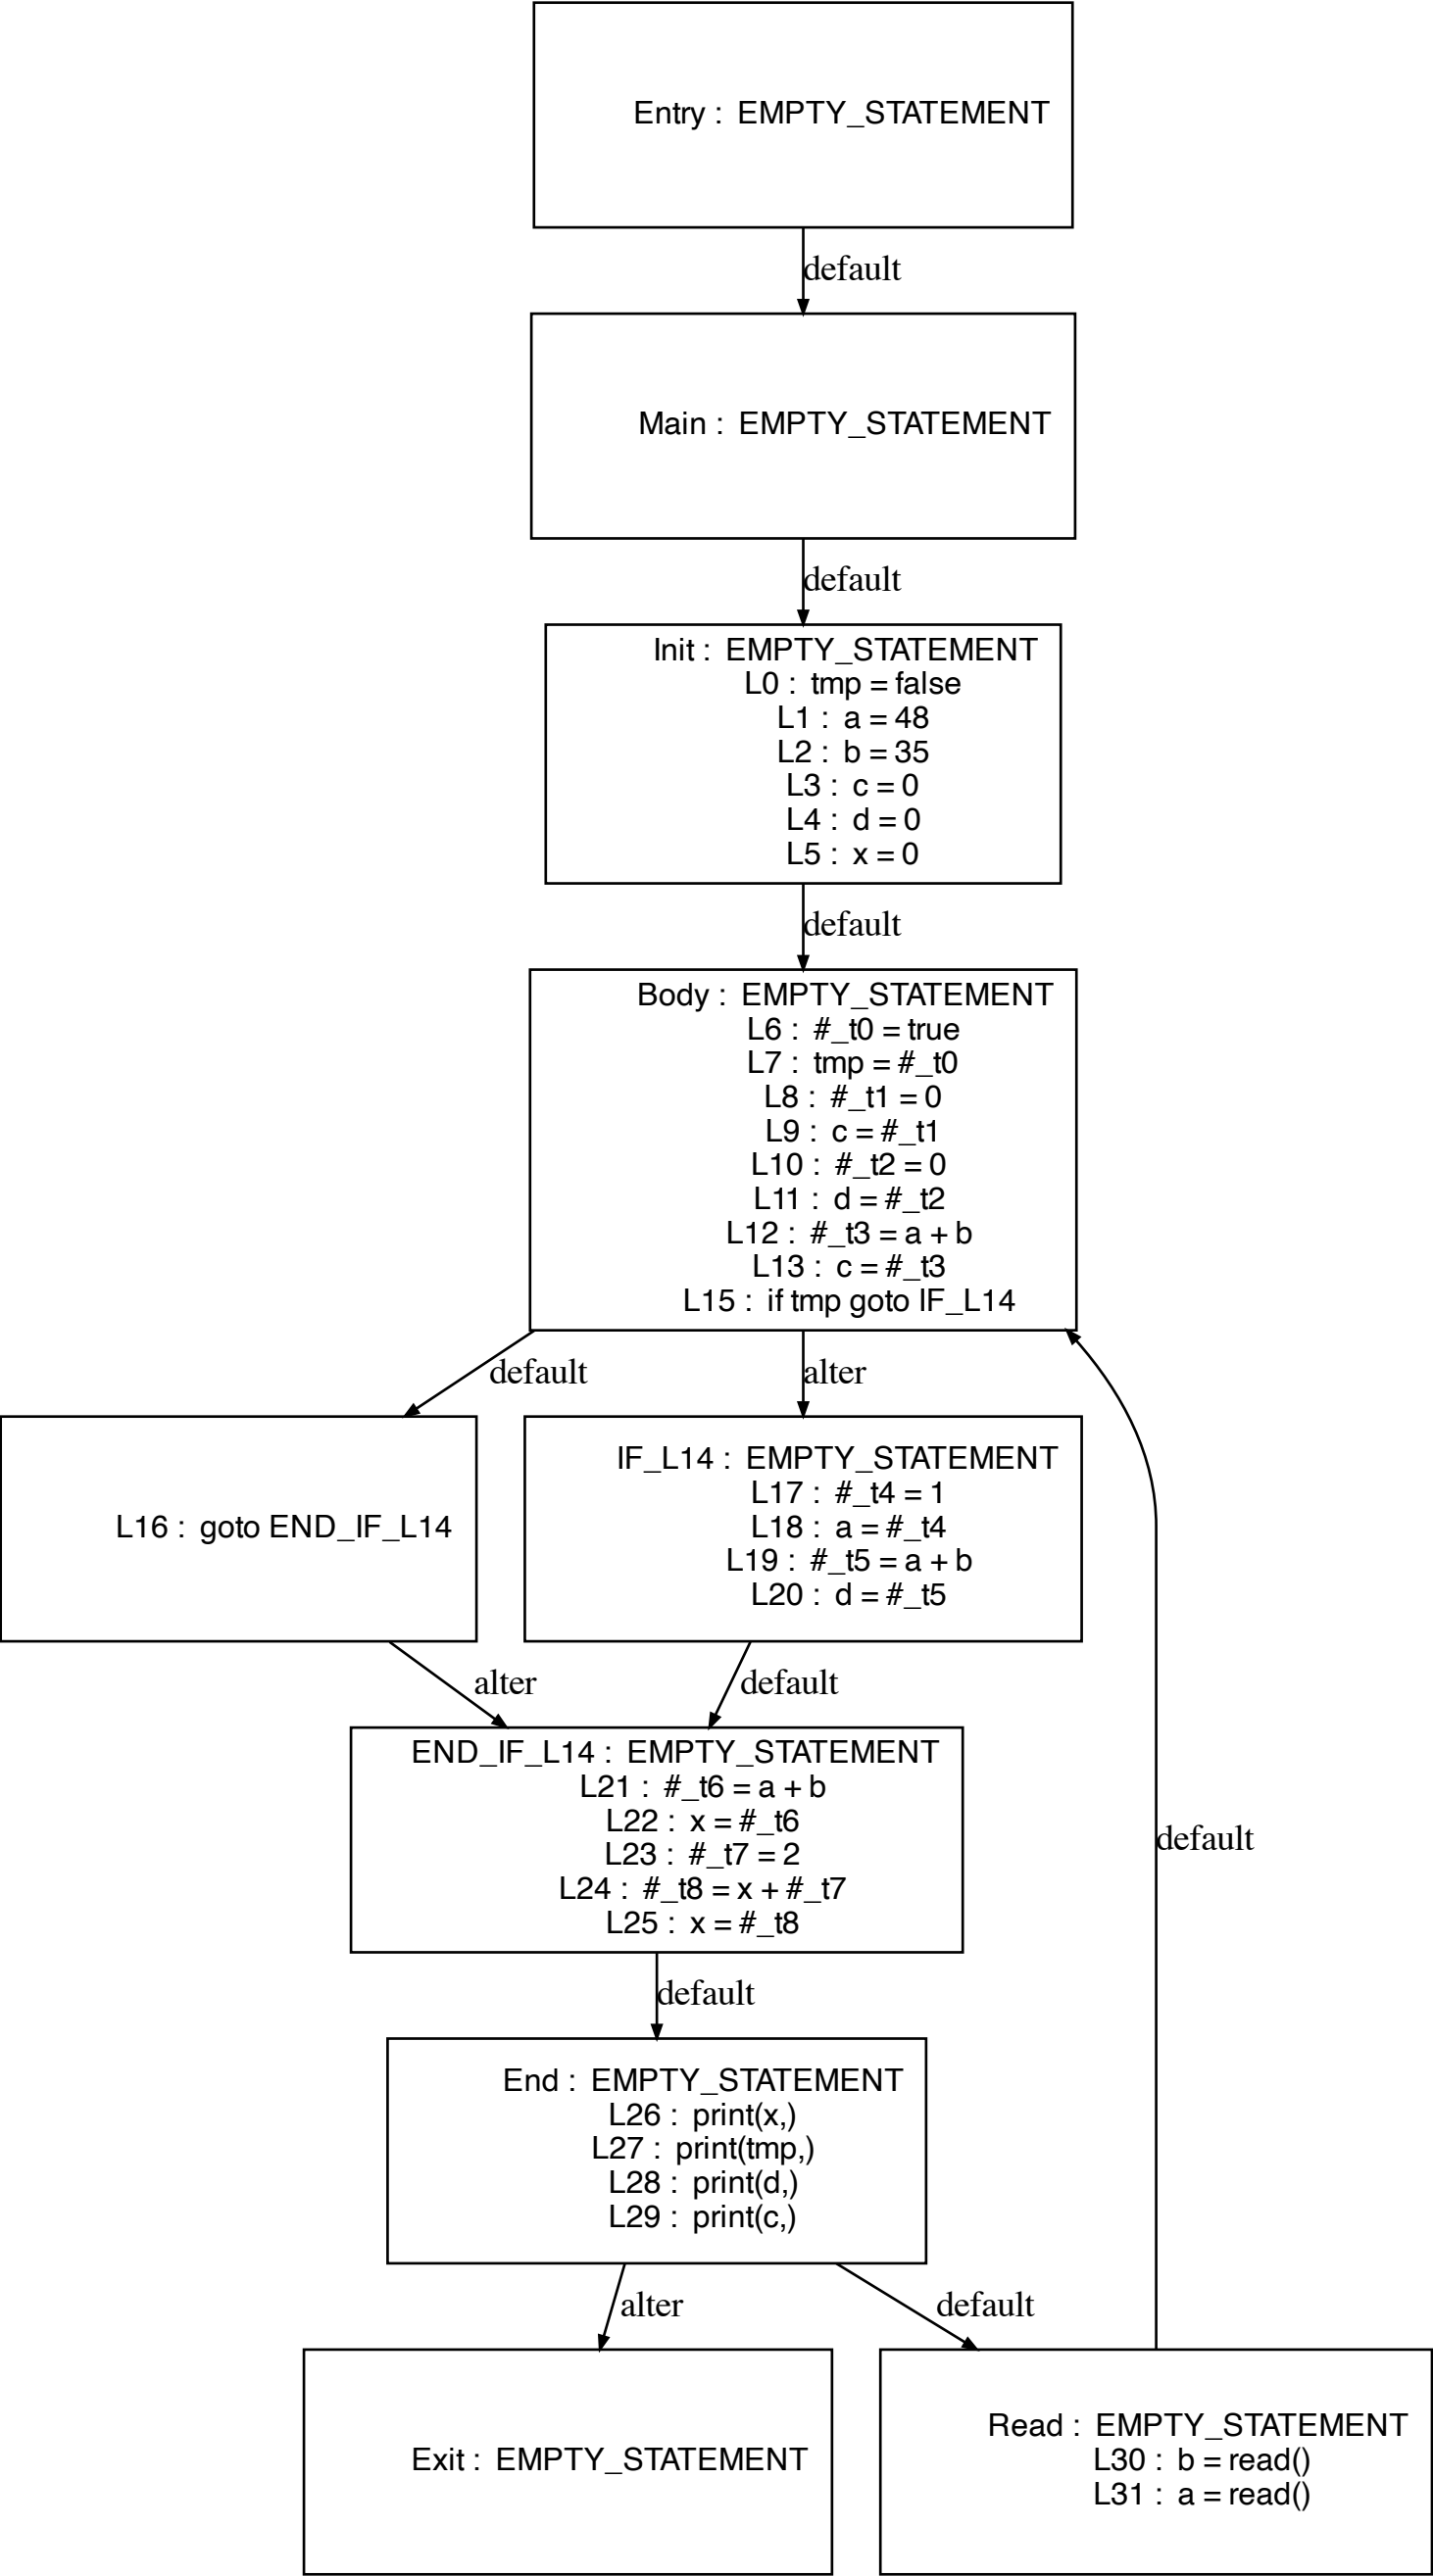 Entry :  EMPTY_STATEMENT
default
Main :  EMPTY_STATEMENT
default
Init :  EMPTY_STATEMENT
L0 :  tmp = false
L1 :  a = 48
L2 :  b = 35
L3 :  c = 0
L4 :  d = 0
L5 :  x = 0
default
Body :  EMPTY_STATEMENT
L6 :  #_t0 = true
L7 :  tmp = #_t0
L8 :  #_t1 = 0
L9 :  c = #_t1
L10 :  #_t2 = 0
L11 :  d = #_t2
L12 :  #_t3 = a + b
L13 :  c = #_t3
L15 :  if tmp goto IF_L14
default
alter
L16 :  goto END_IF_L14
IF_L14 :  EMPTY_STATEMENT
L17 :  #_t4 = 1
L18 :  a = #_t4
L19 :  #_t5 = a + b
L20 :  d = #_t5
alter
default
END_IF_L14 :  EMPTY_STATEMENT
L21 :  #_t6 = a + b
L22 :  x = #_t6
L23 :  #_t7 = 2
L24 :  #_t8 = x + #_t7
L25 :  x = #_t8
default
default
End :  EMPTY_STATEMENT
L26 :  print(x,)
L27 :  print(tmp,)
L28 :  print(d,)
L29 :  print(c,)
alter
default
Exit :  EMPTY_STATEMENT
Read :  EMPTY_STATEMENT
L30 :  b = read()
L31 :  a = read()